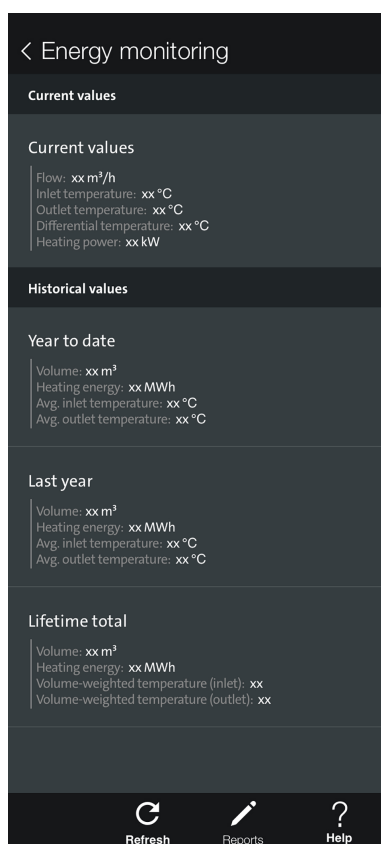 Energy monitoring
Current values
Current values
Flow: xx m³/h
Inlet temperature: xx °C
Outlet temperature: xx °C
Differential temperature: xx °C
Heating power: xx kW
Historical values
Year to date
Volume: xx m³
Heating energy: xx MWh
Avg. inlet temperature: xx °C
Avg. outlet temperature: xx °C
Last year
Volume: xx m³
Heating energy: xx MWh
Avg. inlet temperature: xx °C
Avg. outlet temperature: xx °C
Lifetime total
Volume: xx m³
Heating energy: xx MWh
Volume-weighted temperature (inlet): xx
Volume-weighted temperature (outlet): xx
Refresh Reports Help